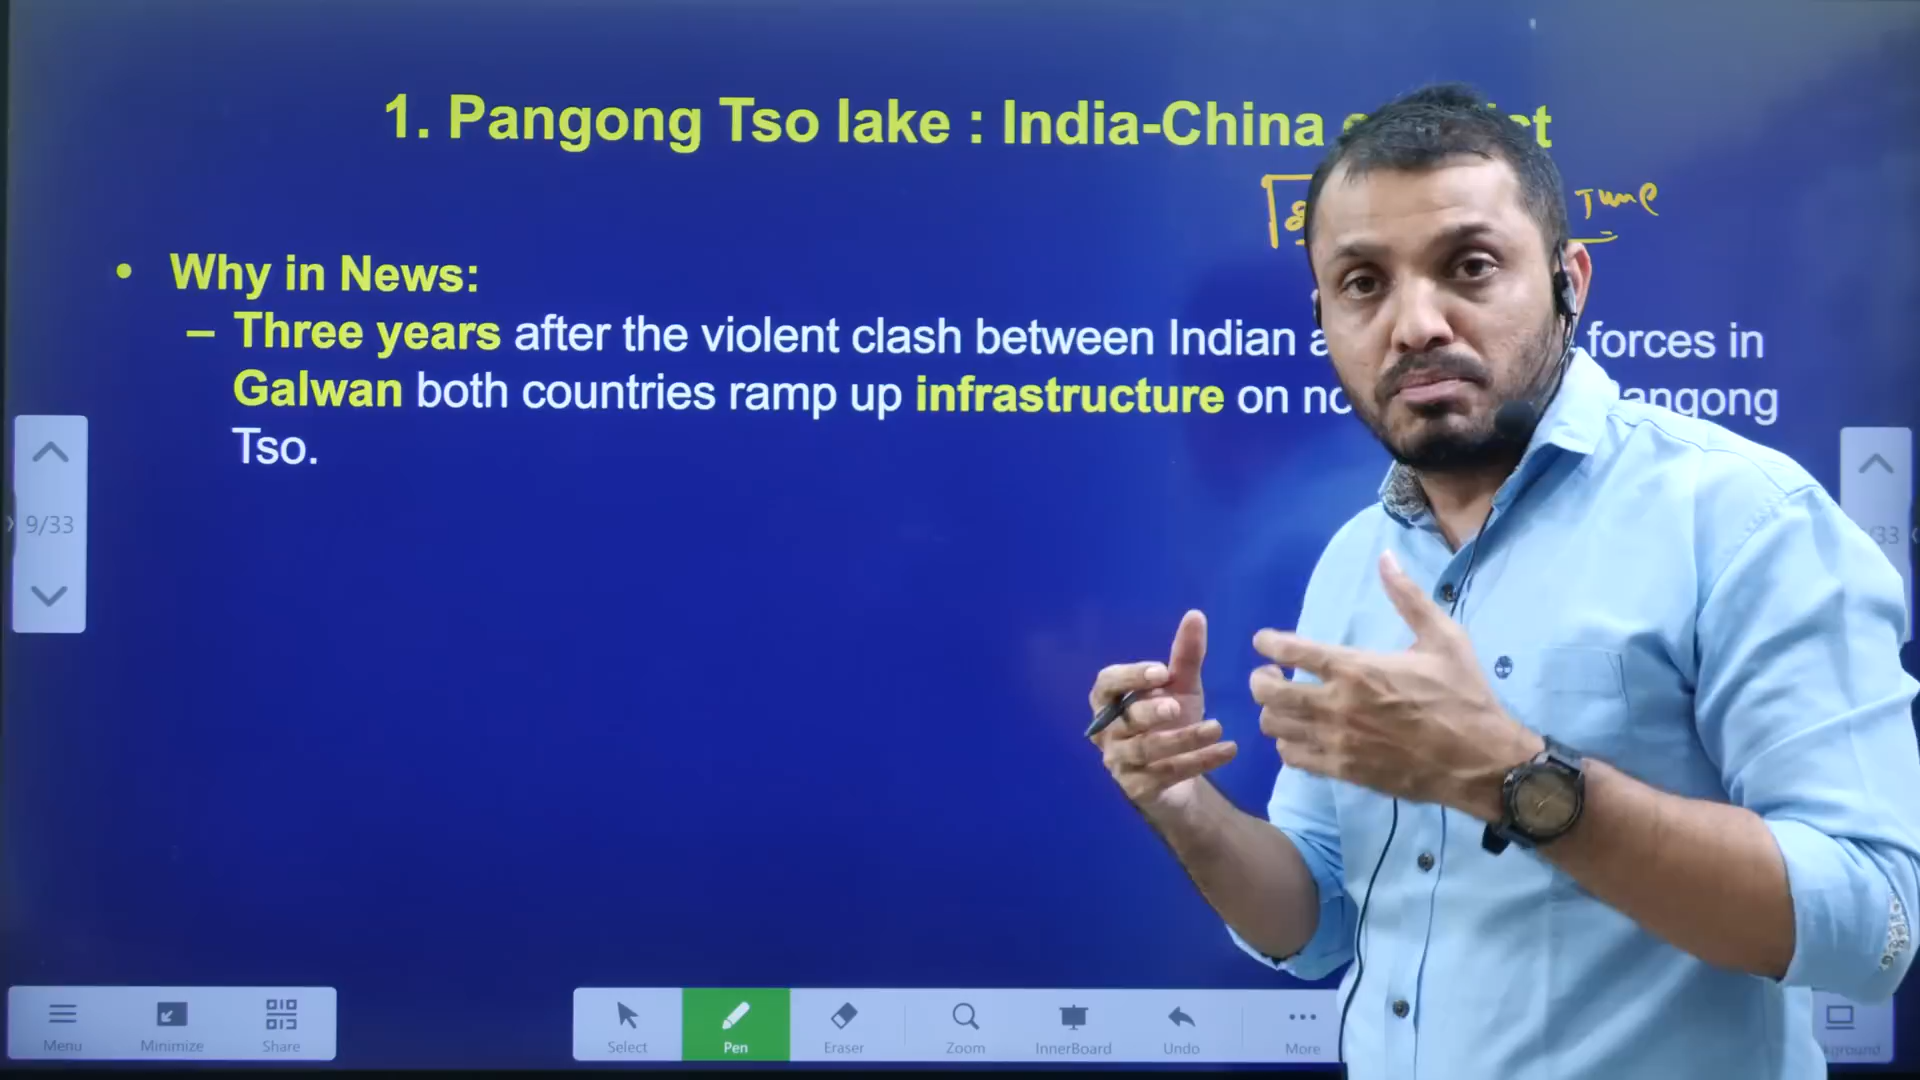 1. Pangong Tso lake : India-China
June
• Why in News:
– Three years after the violent clash between Indian forces in
Galwan both countries ramp up infrastructure on Pangong
Tso.
9/33
/33
Menu
Minimize
Share
Select
Pen
Eraser
Zoom
InnerBoard
Undo
More